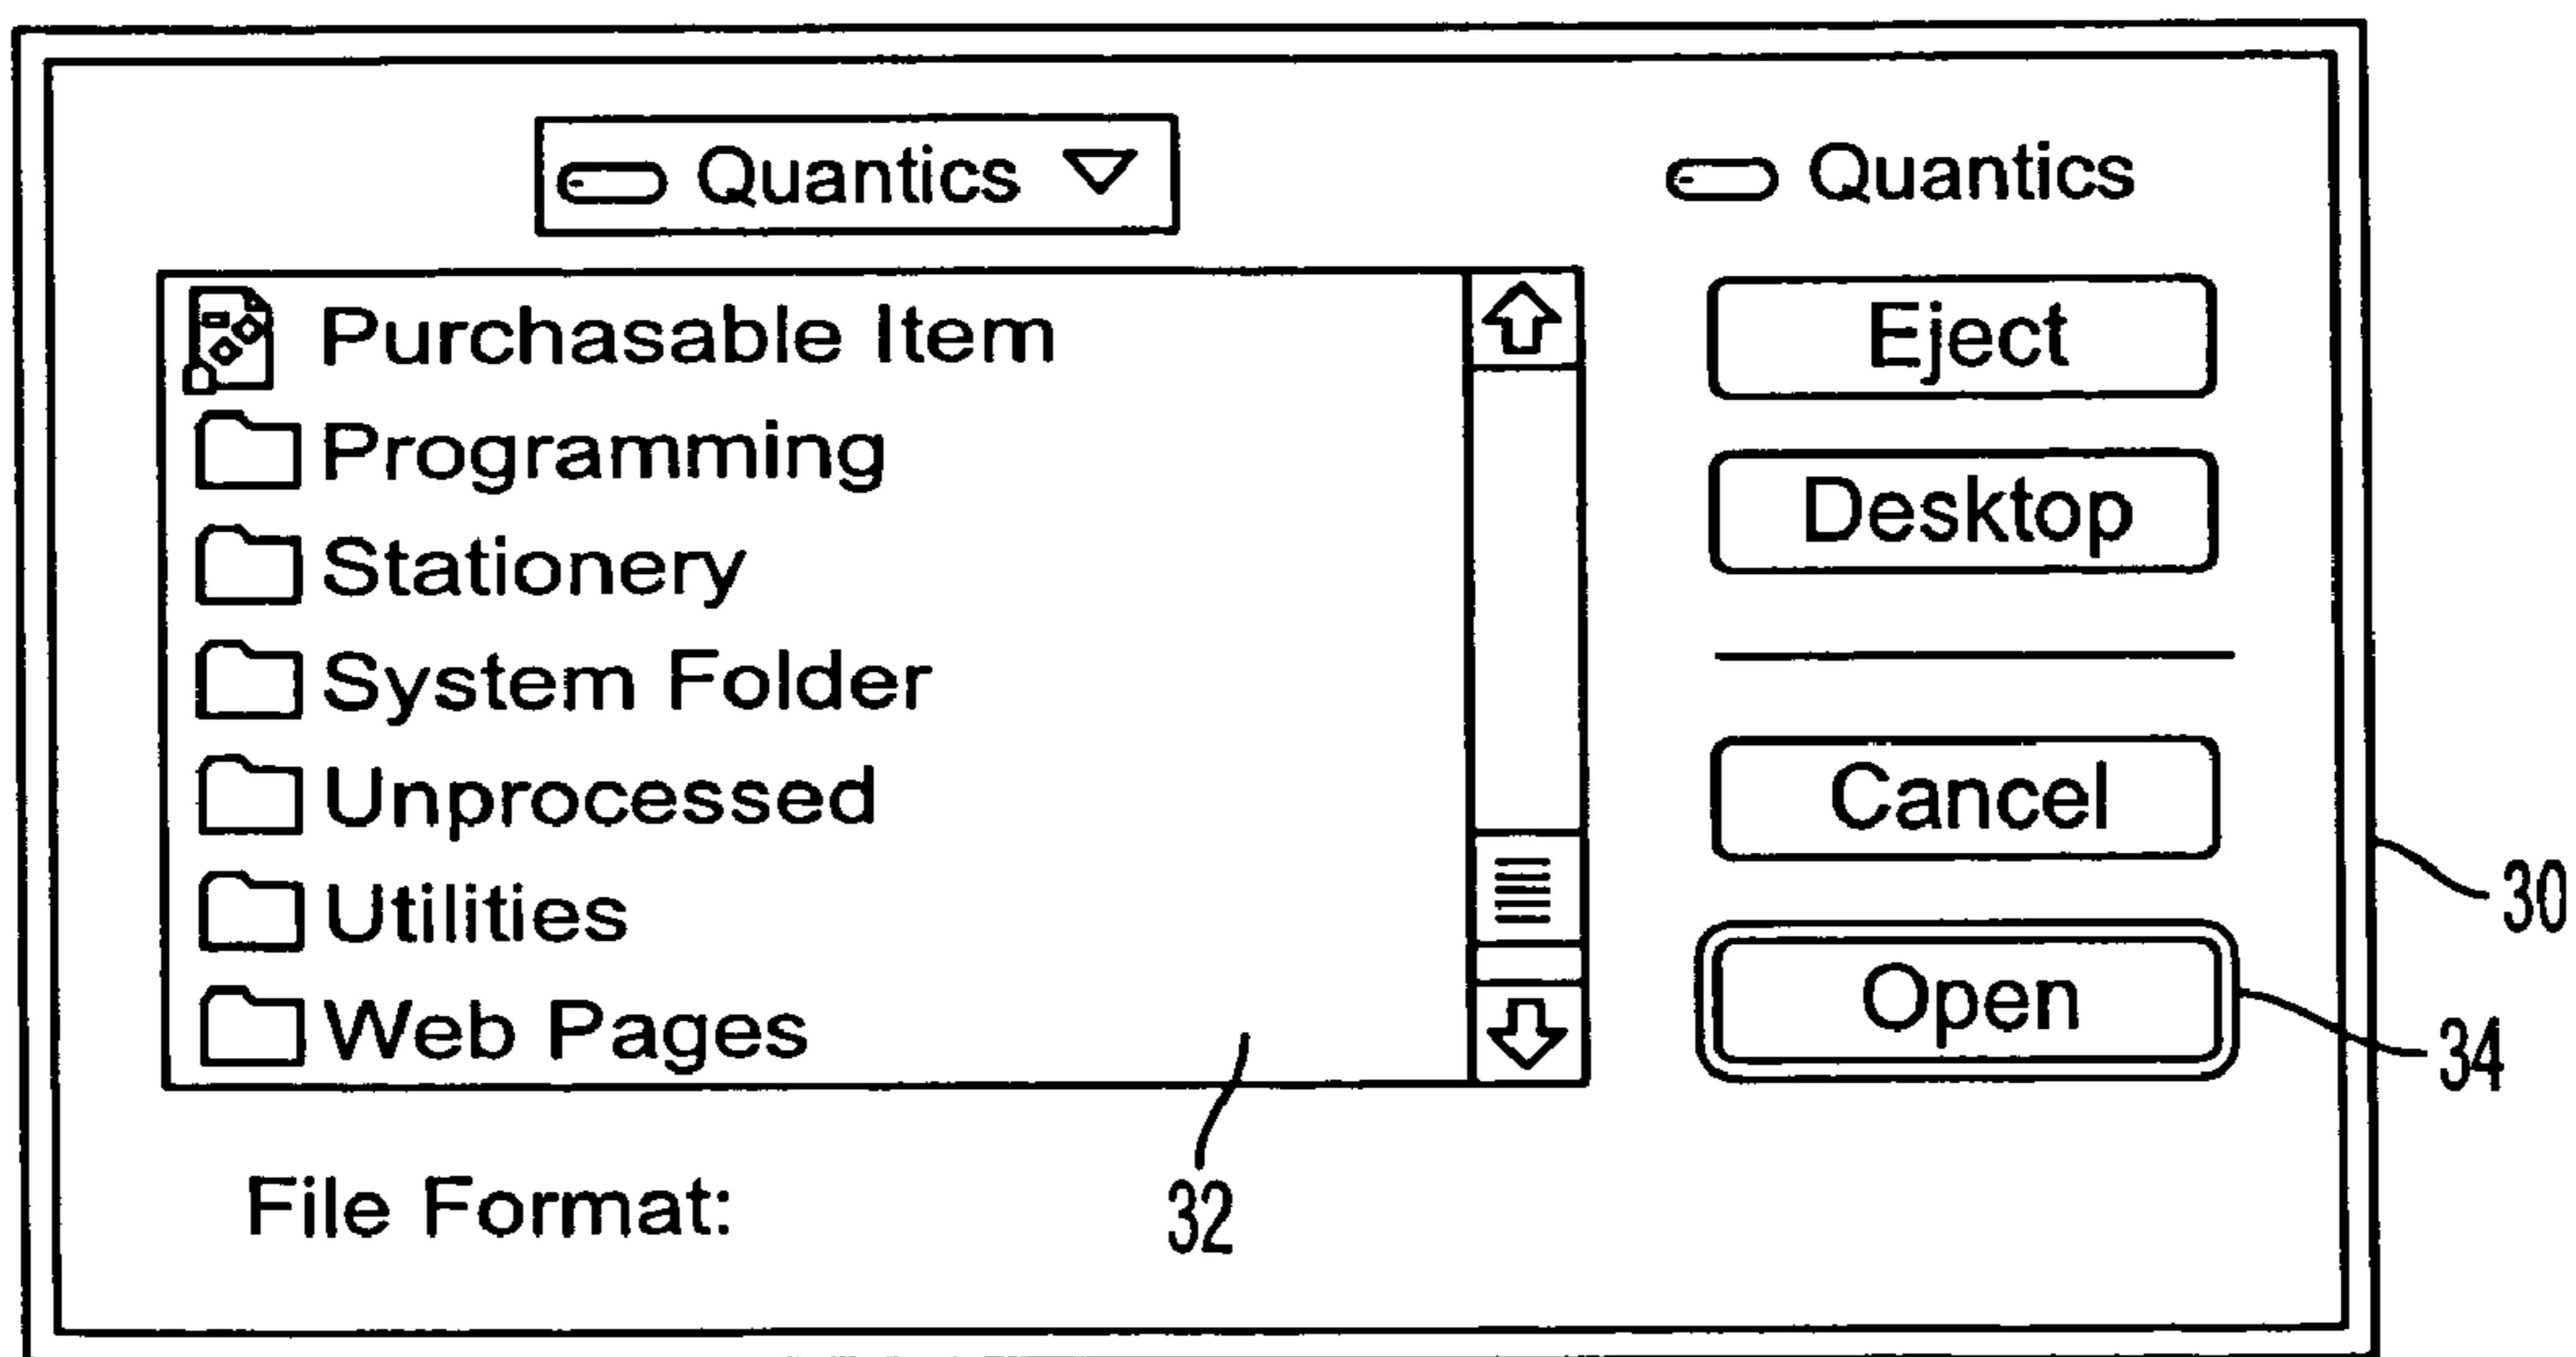 Quantics
Quantics
Purchasable Item
Programming
Stationery
System Folder
Unprocessed
Utilities
Web Pages
Eject
Desktop
Cancel
Open
30
34
32
File Format: